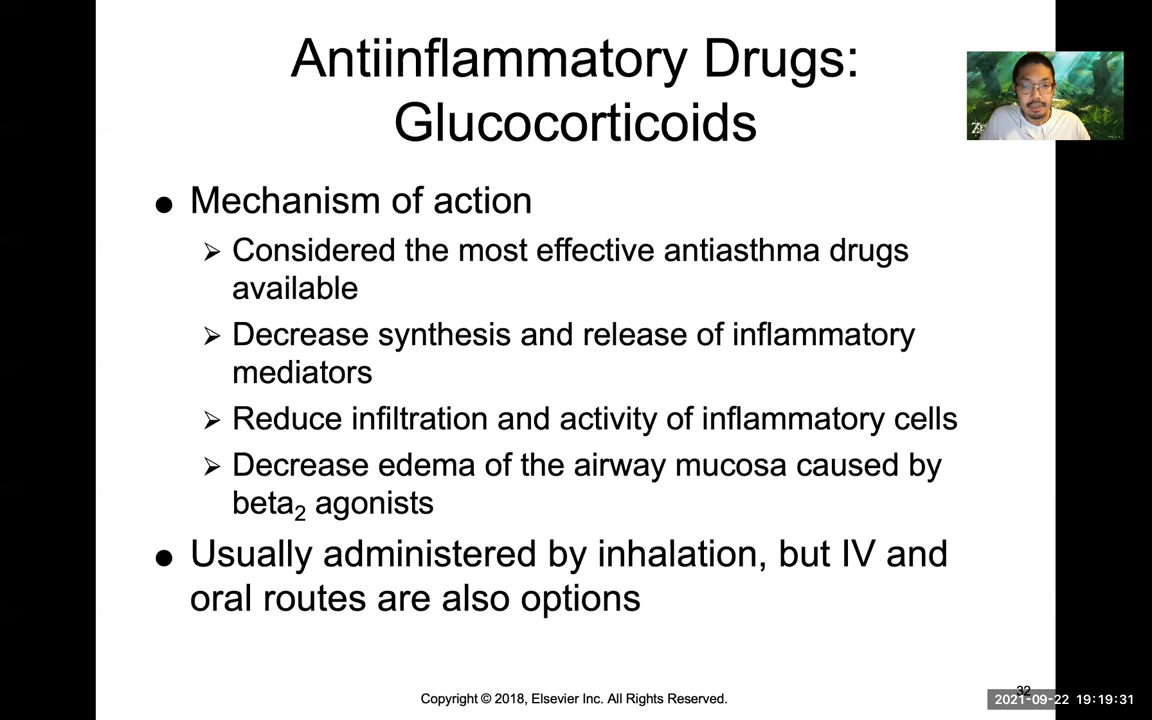 Antiinflammatory Drugs:
Glucocorticoids
● Mechanism of action
➢ Considered the most effective antiasthma drugs
available
➢ Decrease synthesis and release of inflammatory
mediators
➢ Reduce infiltration and activity of inflammatory cells
➢ Decrease edema of the airway mucosa caused by
beta₂ agonists
● Usually administered by inhalation, but IV and
oral routes are also options
Copyright © 2018, Elsevier Inc. All Rights Reserved.
32
2021-09-22 19:19:31